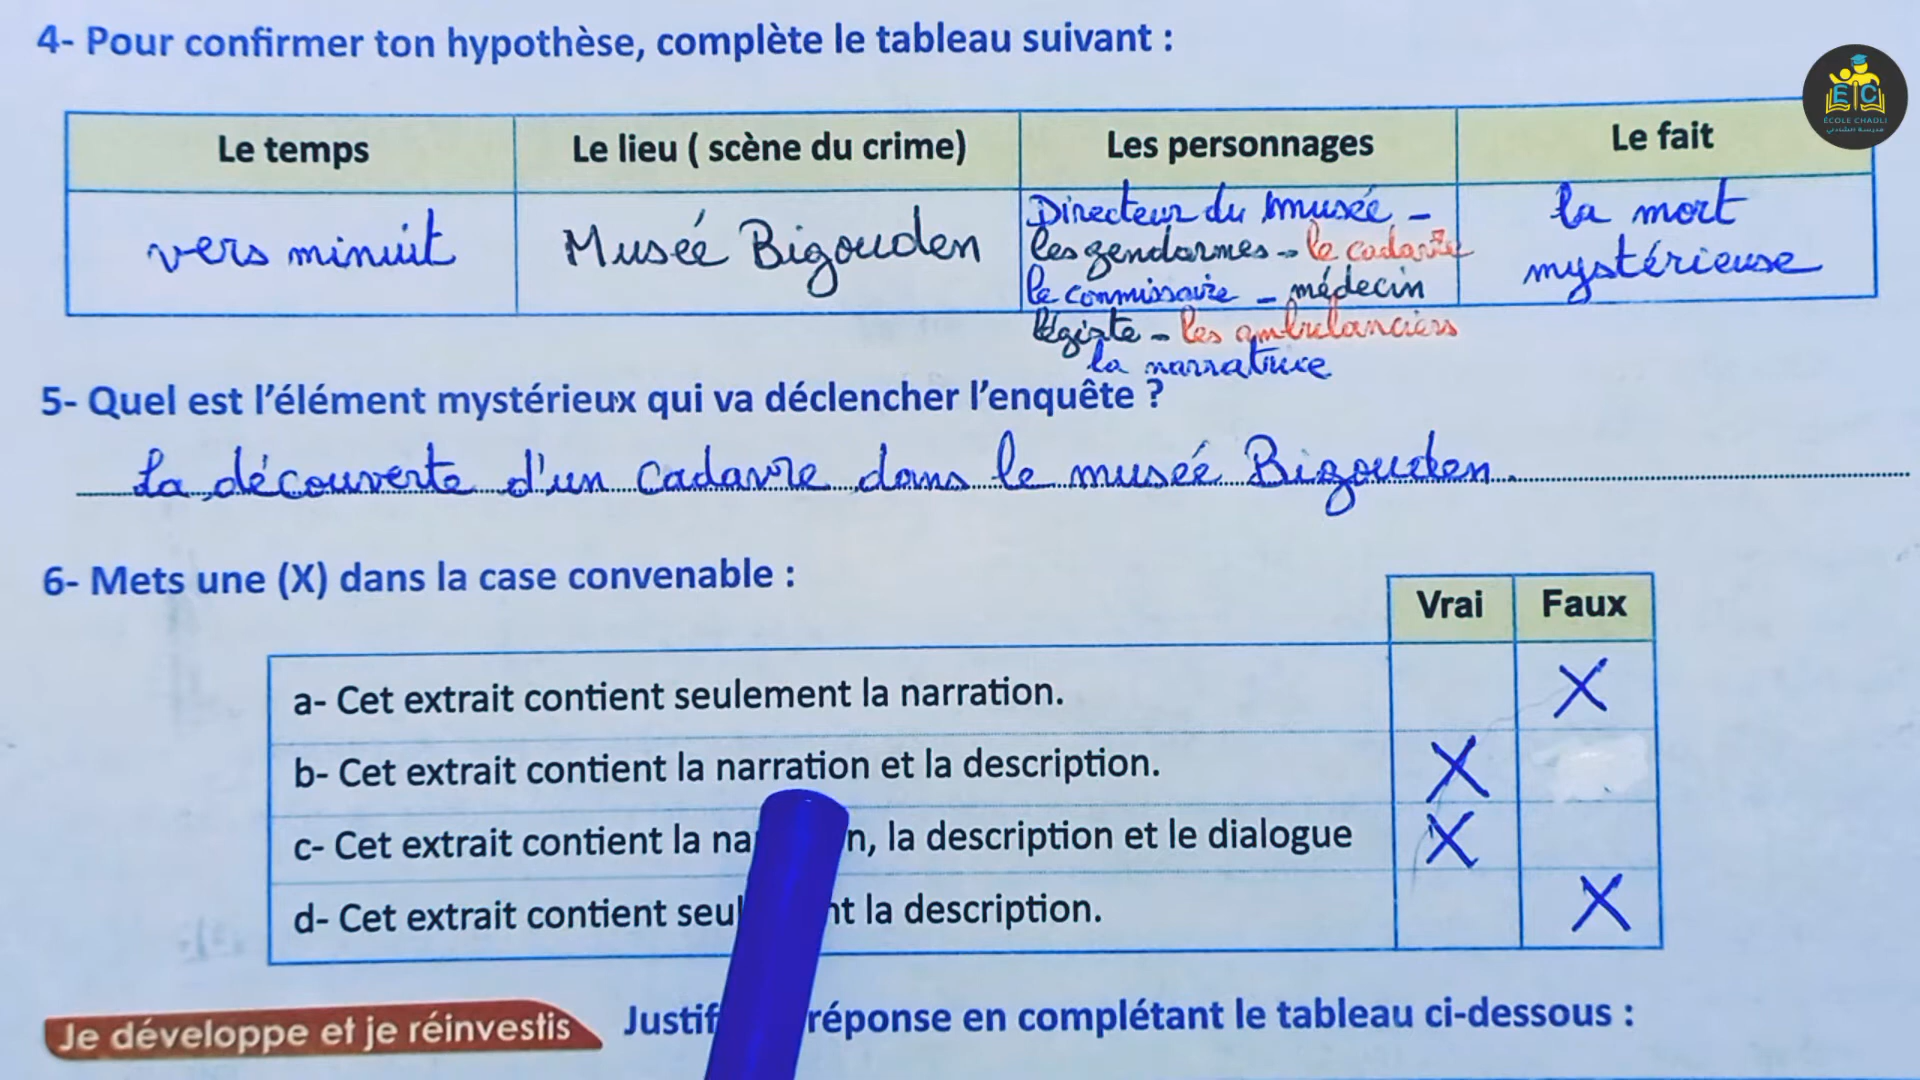 4- Pour confirmer ton hypothèse, complète le tableau suivant :
ÉCOLE CHAOLI
Le temps Le lieu ( scène du crime) Les personnages Le fait
vers minuit Museé Bigouden Directeur du museé - la mort
les gendarmes - le cadavre mystérieuse
le commissaire - médecin
légiste - les ambulanciers
la narratrice
5- Quel est l'élément mystérieux qui va déclencher l'enquête ?
la découverte d'un cadavre dans le museé Bigouden.
6- Mets une (X) dans la case convenable :
Vrai Faux
a- Cet extrait contient seulement la narration. X
b- Cet extrait contient la narration et la description. X
c- Cet extrait contient la na n, la description et le dialogue X
d- Cet extrait contient seul nt la description. X
Je développe et je réinvestis Justif réponse en complétant le tableau ci-dessous :